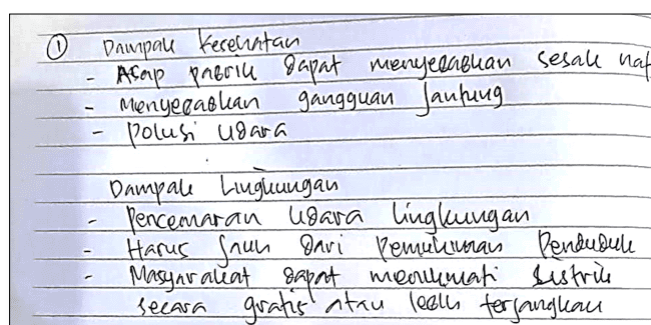 ① Dampak kesehatan
- Asap pabrik dapat menyebabkan sesak naf
- Menyebabkan gangguan jantung
- Polusi udara
Dampak Lingkungan
- Pencemaran udara lingkungan
- Harus jauh dari Pemukiman Penduduk
- Masyarakat dapat menikmati Listrik
secara gratis atau lebih terjangkau